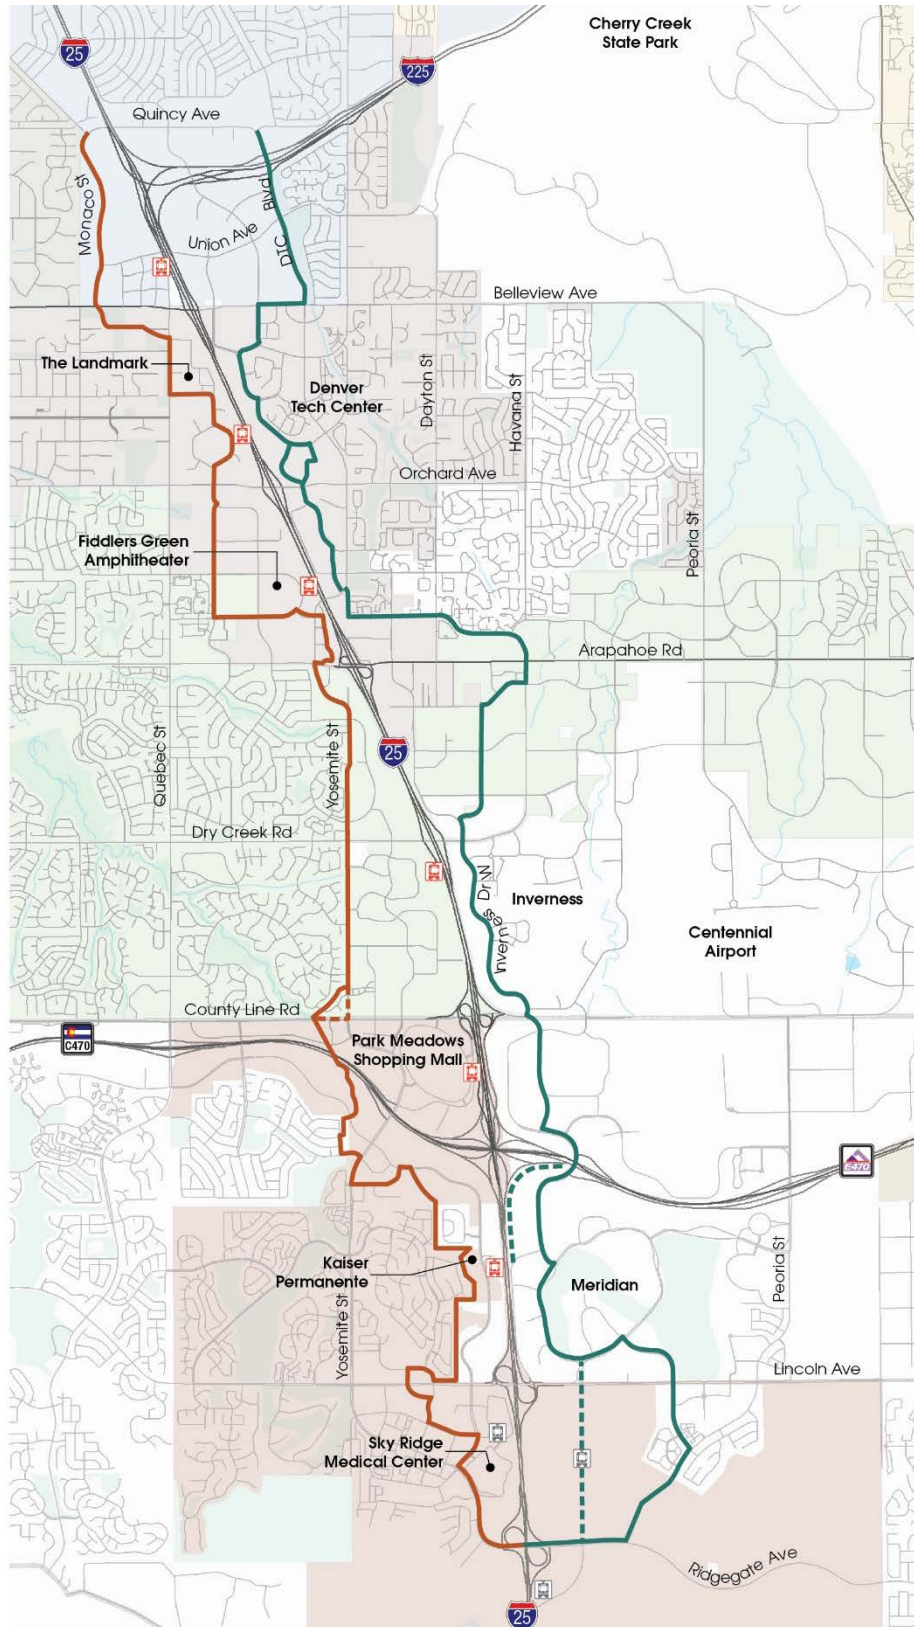 Cherry Creek
State Park
25
225
Quincy Ave
Monaco St
Union Ave
DTC Blvd
Belleview Ave
The Landmark
Denver
Tech Center
Dayton St
Havana St
Orchard Ave
Peoria St
Fiddlers Green
Amphitheater
Arapahoe Rd
Quebec St
Yosemite St
25
Dry Creek Rd
Inverness Dr W
Inverness
Centennial
Airport
County Line Rd
C470
Park Meadows
Shopping Mall
E470
Kaiser
Permanente
Meridian
Peoria St
Yosemite St
Lincoln Ave
Sky Ridge
Medical Center
Ridgegate Ave
25